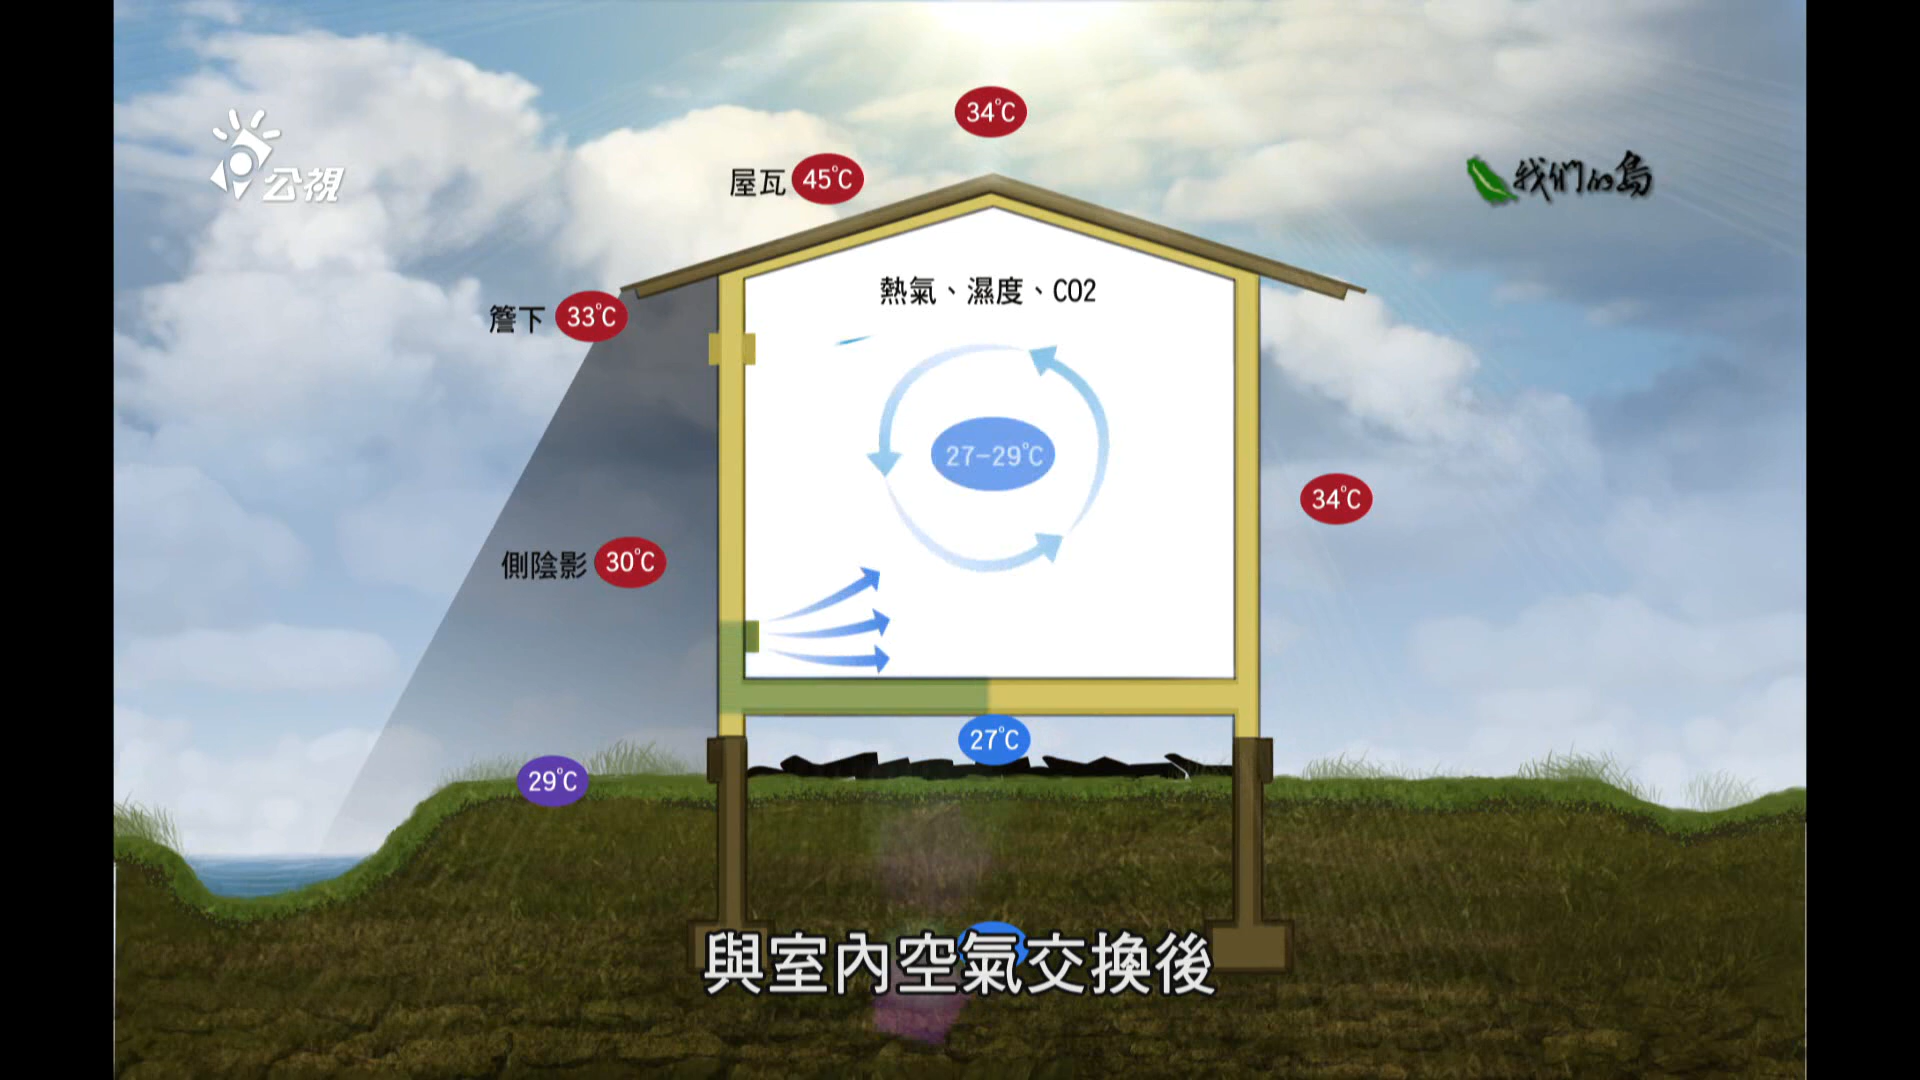 公視
我們的島
34℃
屋瓦 45℃
簷下 33℃
熱氣、濕度、CO2
27-29℃
34℃
側陰影 30℃
27℃
29℃
與室內空氣交換後